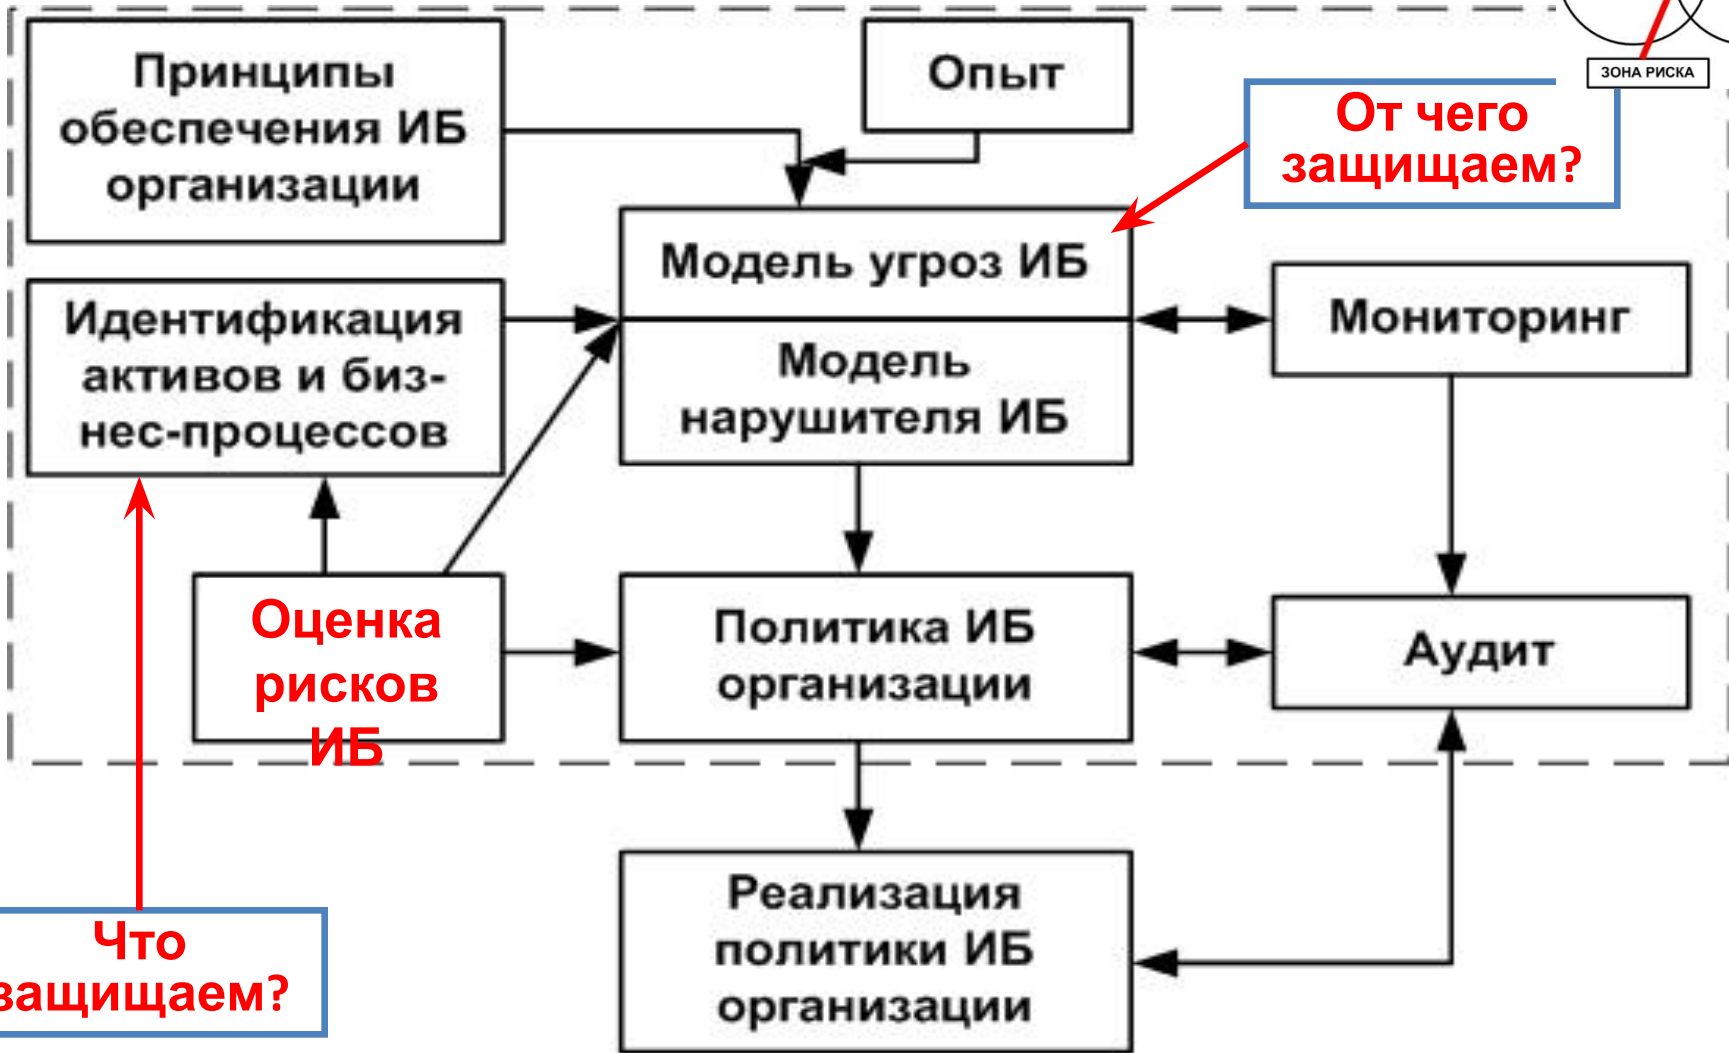 Принципы
обеспечения ИБ
организации
Опыт
ЗОНА РИСКА
От чего
защищаем?
Модель угроз ИБ
Модель
нарушителя ИБ
Идентификация
активов и биз-
нес-процессов
Мониторинг
Оценка
рисков
ИБ
Политика ИБ
организации
Аудит
Реализация
политики ИБ
организации
Что
защищаем?